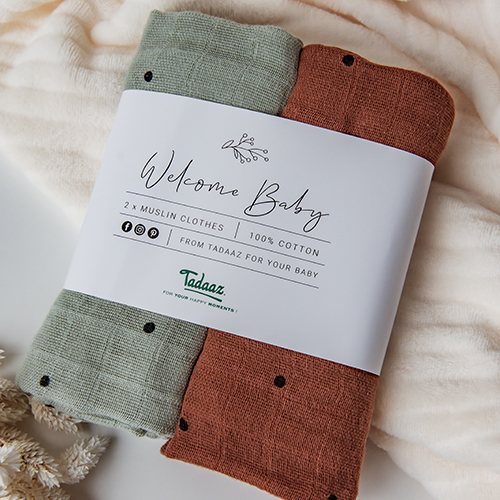 Welcome Baby
2 x MUSLIN CLOTHES | 100% COTTON
FROM TADAAZ FOR YOUR BABY
Tadaaz
FOR YOUR HAPPY MOMENTS !